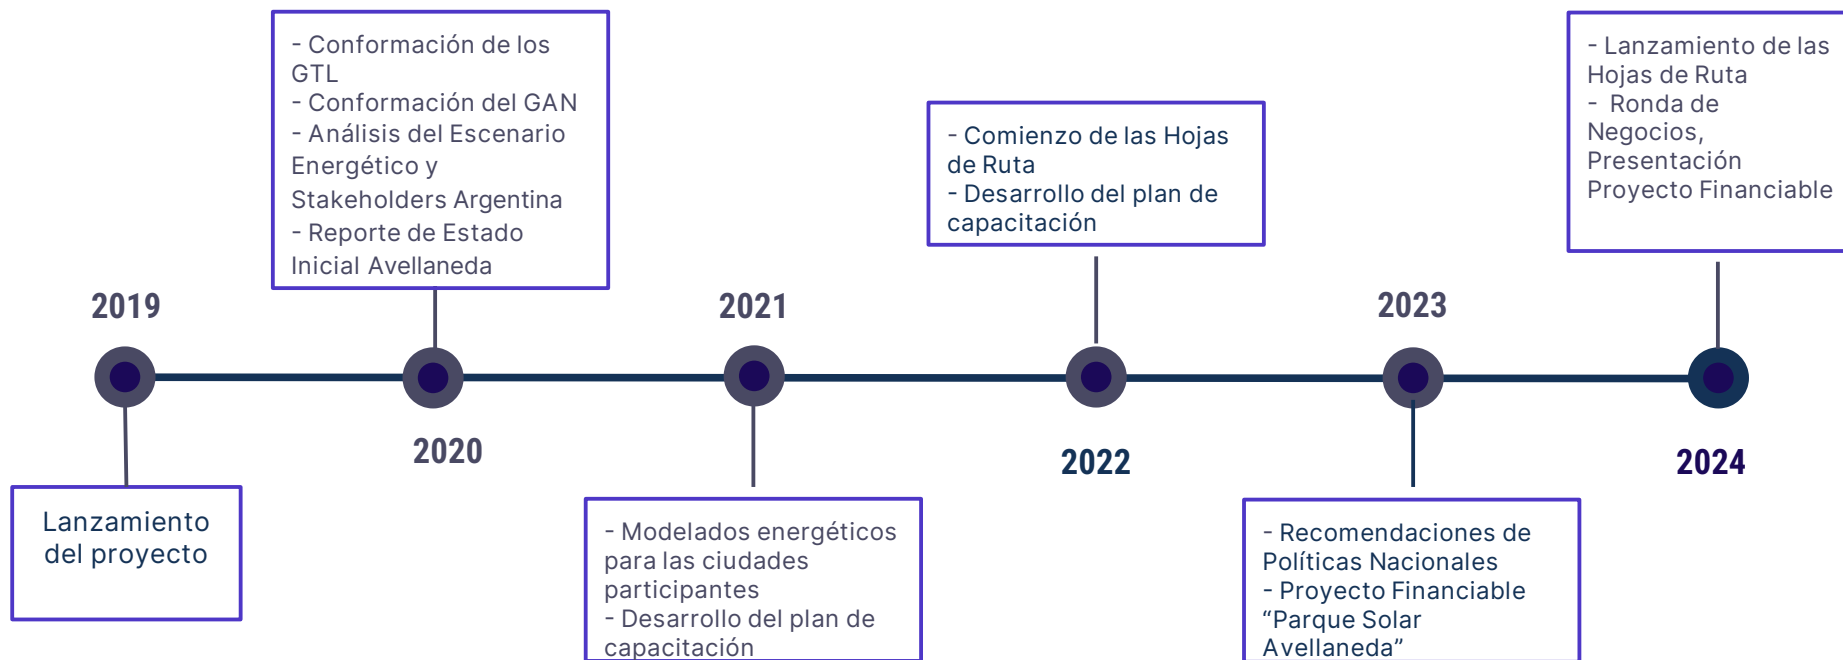 2019
Lanzamiento
del proyecto
- Conformación de los
GTL
- Conformación del GAN
- Análisis del Escenario
Energético y
Stakeholders Argentina
- Reporte de Estado
Inicial Avellaneda
2020
2021
- Modelados energéticos
para las ciudades
participantes
- Desarrollo del plan de
capacitación
- Comienzo de las Hojas
de Ruta
- Desarrollo del plan de
capacitación
2022
2023
- Recomendaciones de
Políticas Nacionales
- Proyecto Financiable
“Parque Solar
Avellaneda”
- Lanzamiento de las
Hojas de Ruta
- Ronda de
Negocios,
Presentación
Proyecto Financiable
2024